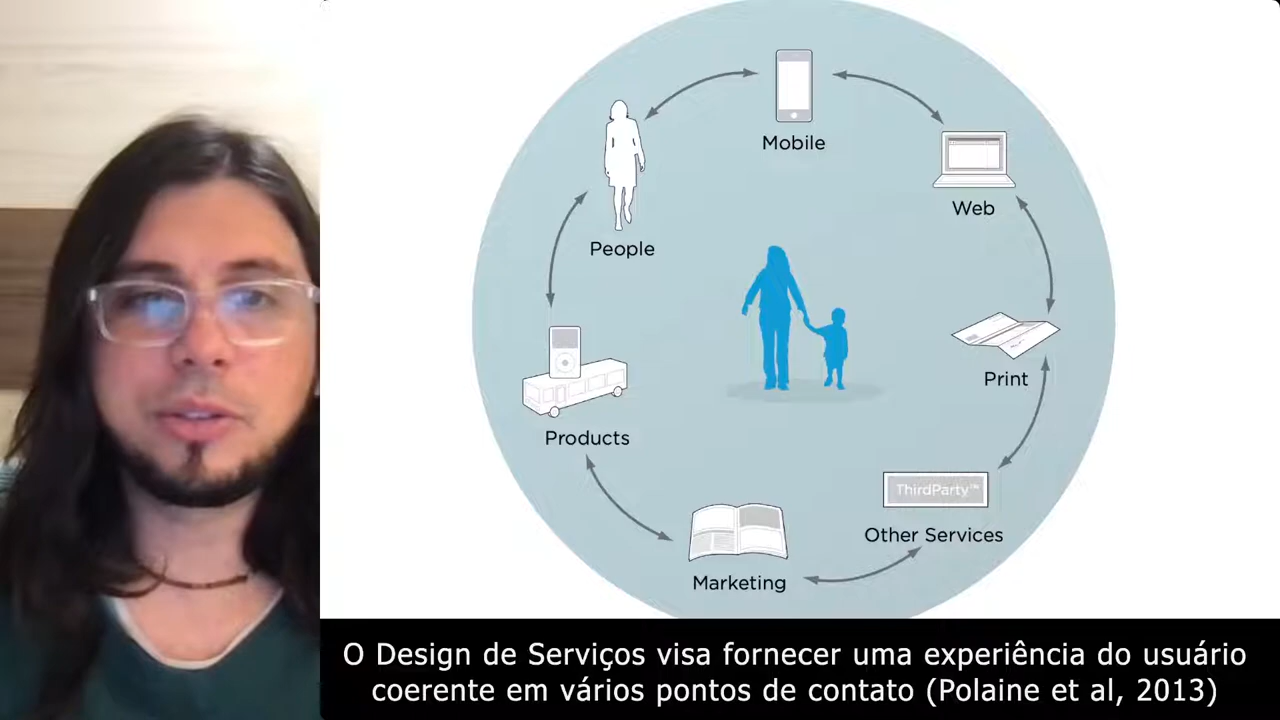 Mobile
Web
People
Print
Products
ThirdParty™
Other Services
Marketing
O Design de Serviços visa fornecer uma experiência do usuário
coerente em vários pontos de contato (Polaine et al, 2013)